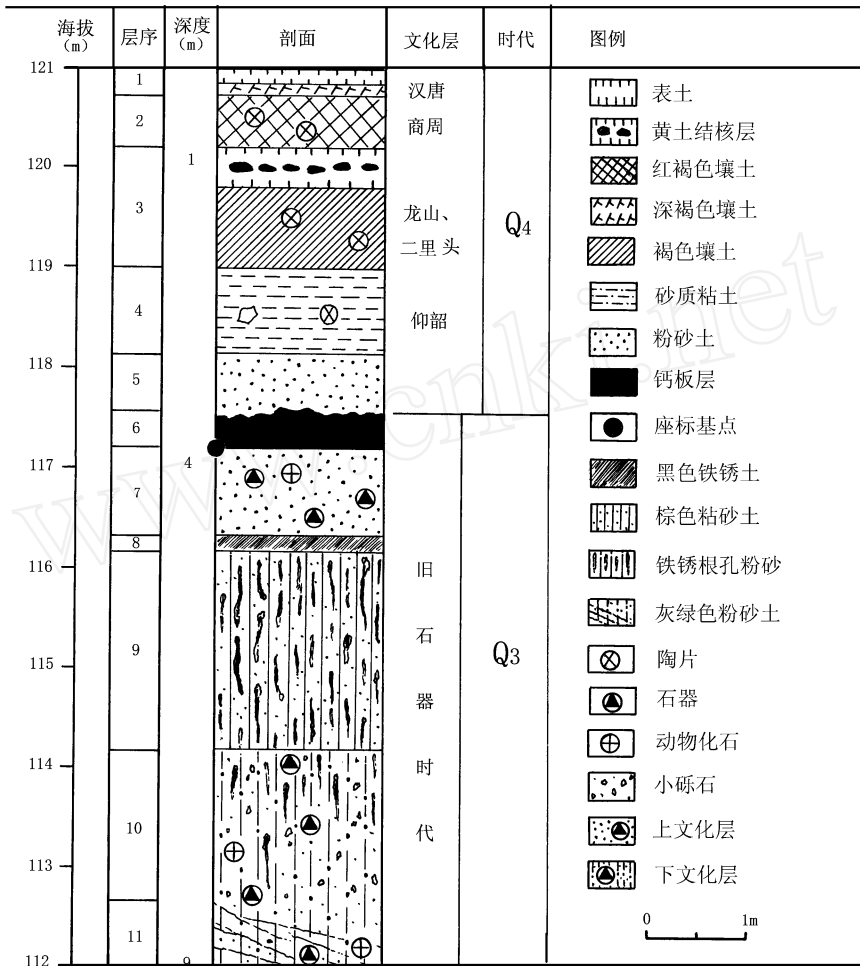 海拔 层序 深度 剖面 文化层 时代 图例
(m) (m)
121
1 汉唐 表土
2 商周 黄土结核层
120 1 红褐色壤土
3 龙山、 Q4 深褐色壤土
二里头 褐色壤土
119
4 仰韶 砂质粘土
118 粉砂土
5 钙板层
6 座标基点
117 4
7 黑色铁锈土
8 棕色粘砂土
116 旧 铁锈根孔粉砂
石 灰绿色粉砂土
9 Q3 陶片
115 器 石器
动物化石
114 时 小砾石
10 代 上文化层
113 下文化层
11 0 1m
112 9
www.cnki.net